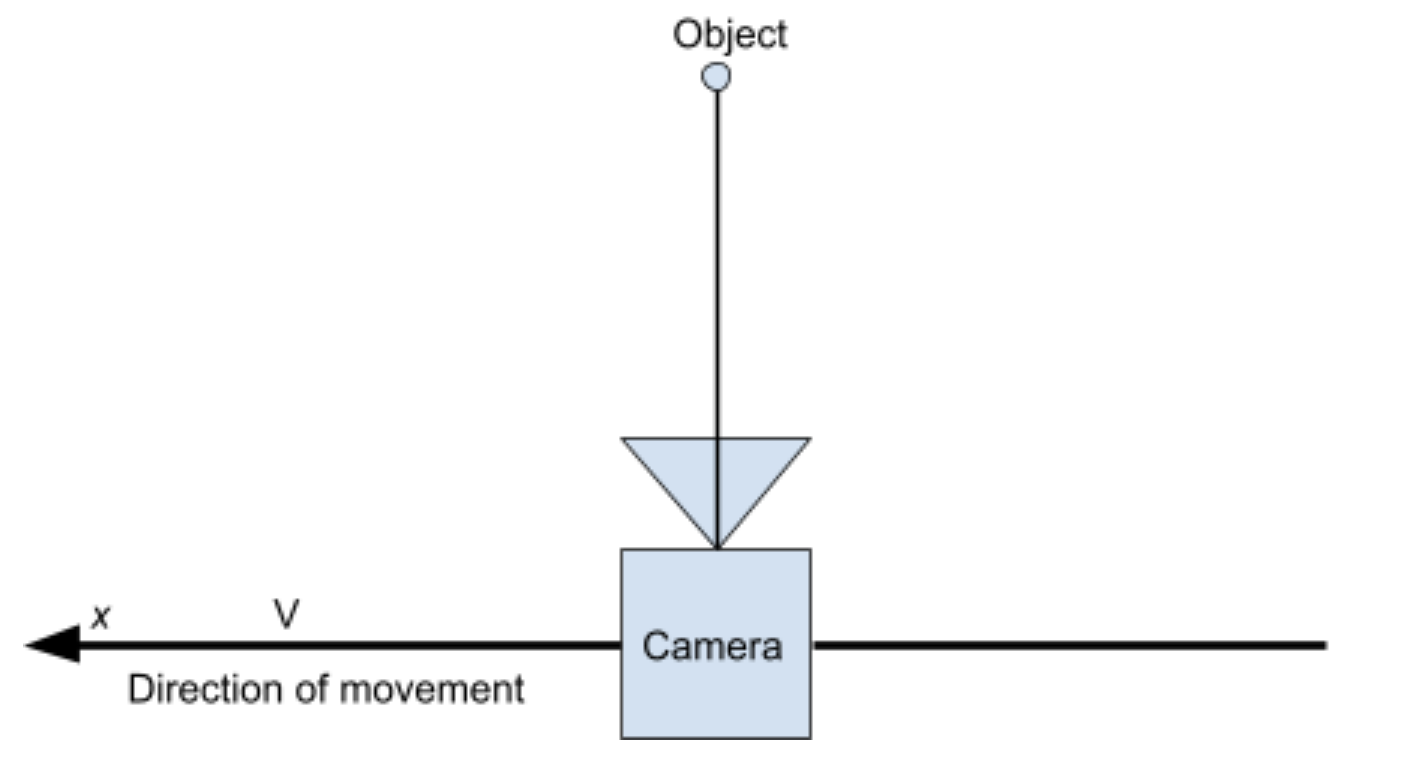 Object
x
V
Camera
Direction of movement